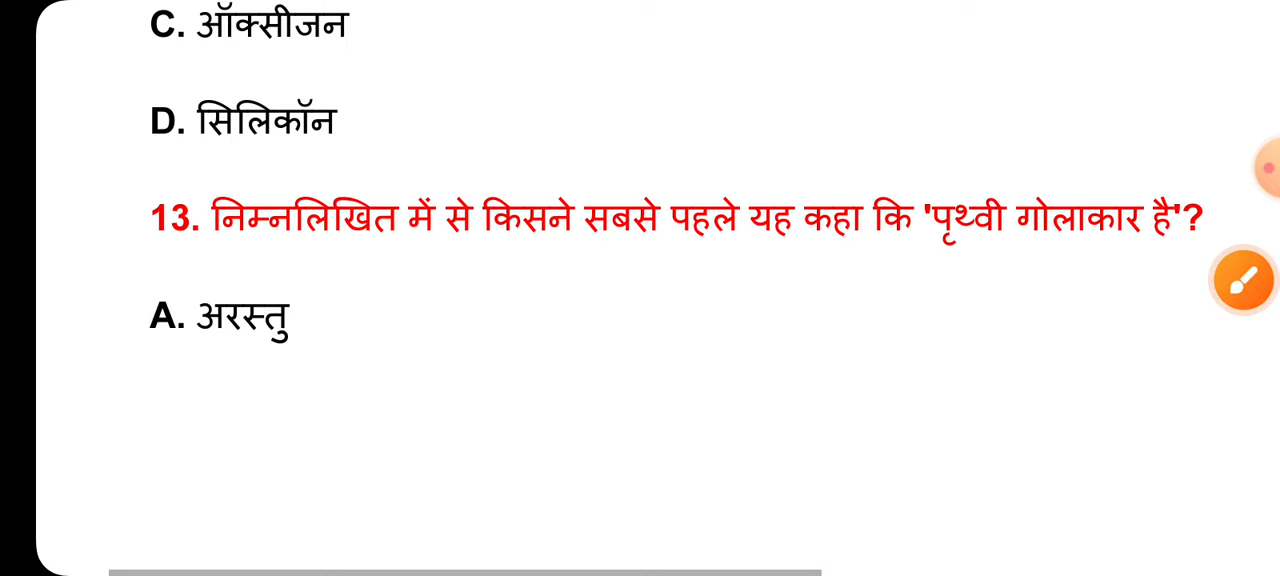 C. ऑक्सीजन
D. सिलिकॉन
13. निम्नलिखित में से किसने सबसे पहले यह कहा कि 'पृथ्वी गोलाकार है'?
A. अरस्तु